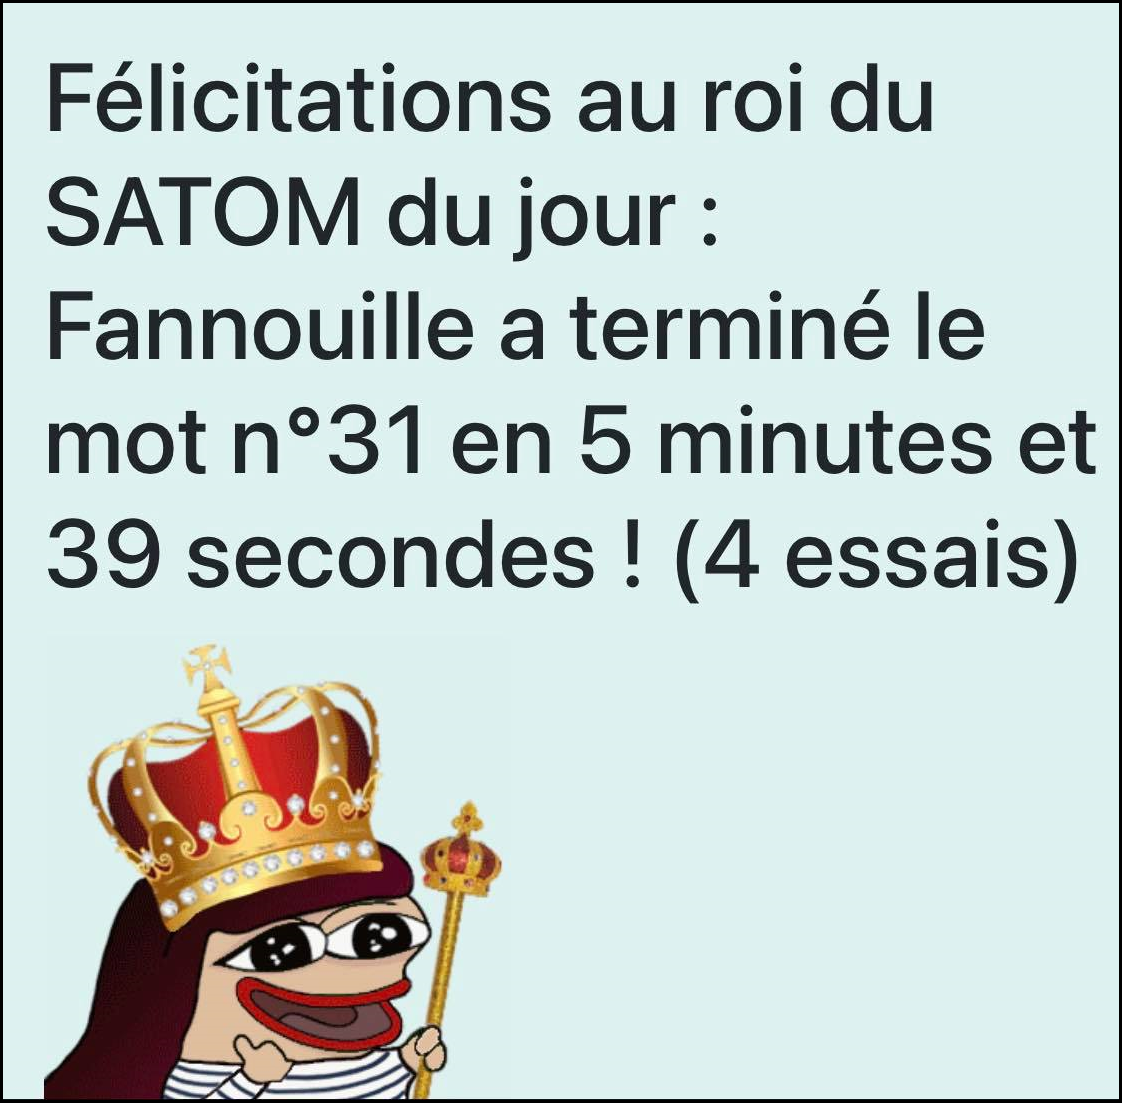 Félicitations au roi du
SATOM du jour :
Fannouille a terminé le
mot n°31 en 5 minutes et
39 secondes ! (4 essais)